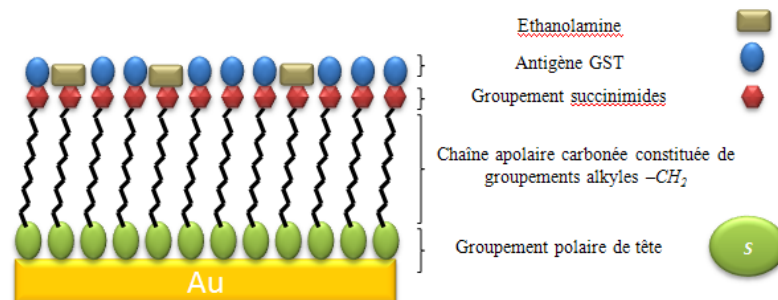 Ethanolamine
Antigène GST
Groupement succinimides
Chaîne apolaire carbonée constituée de
groupements alkyles –CH₂
Groupement polaire de tête
S
Au